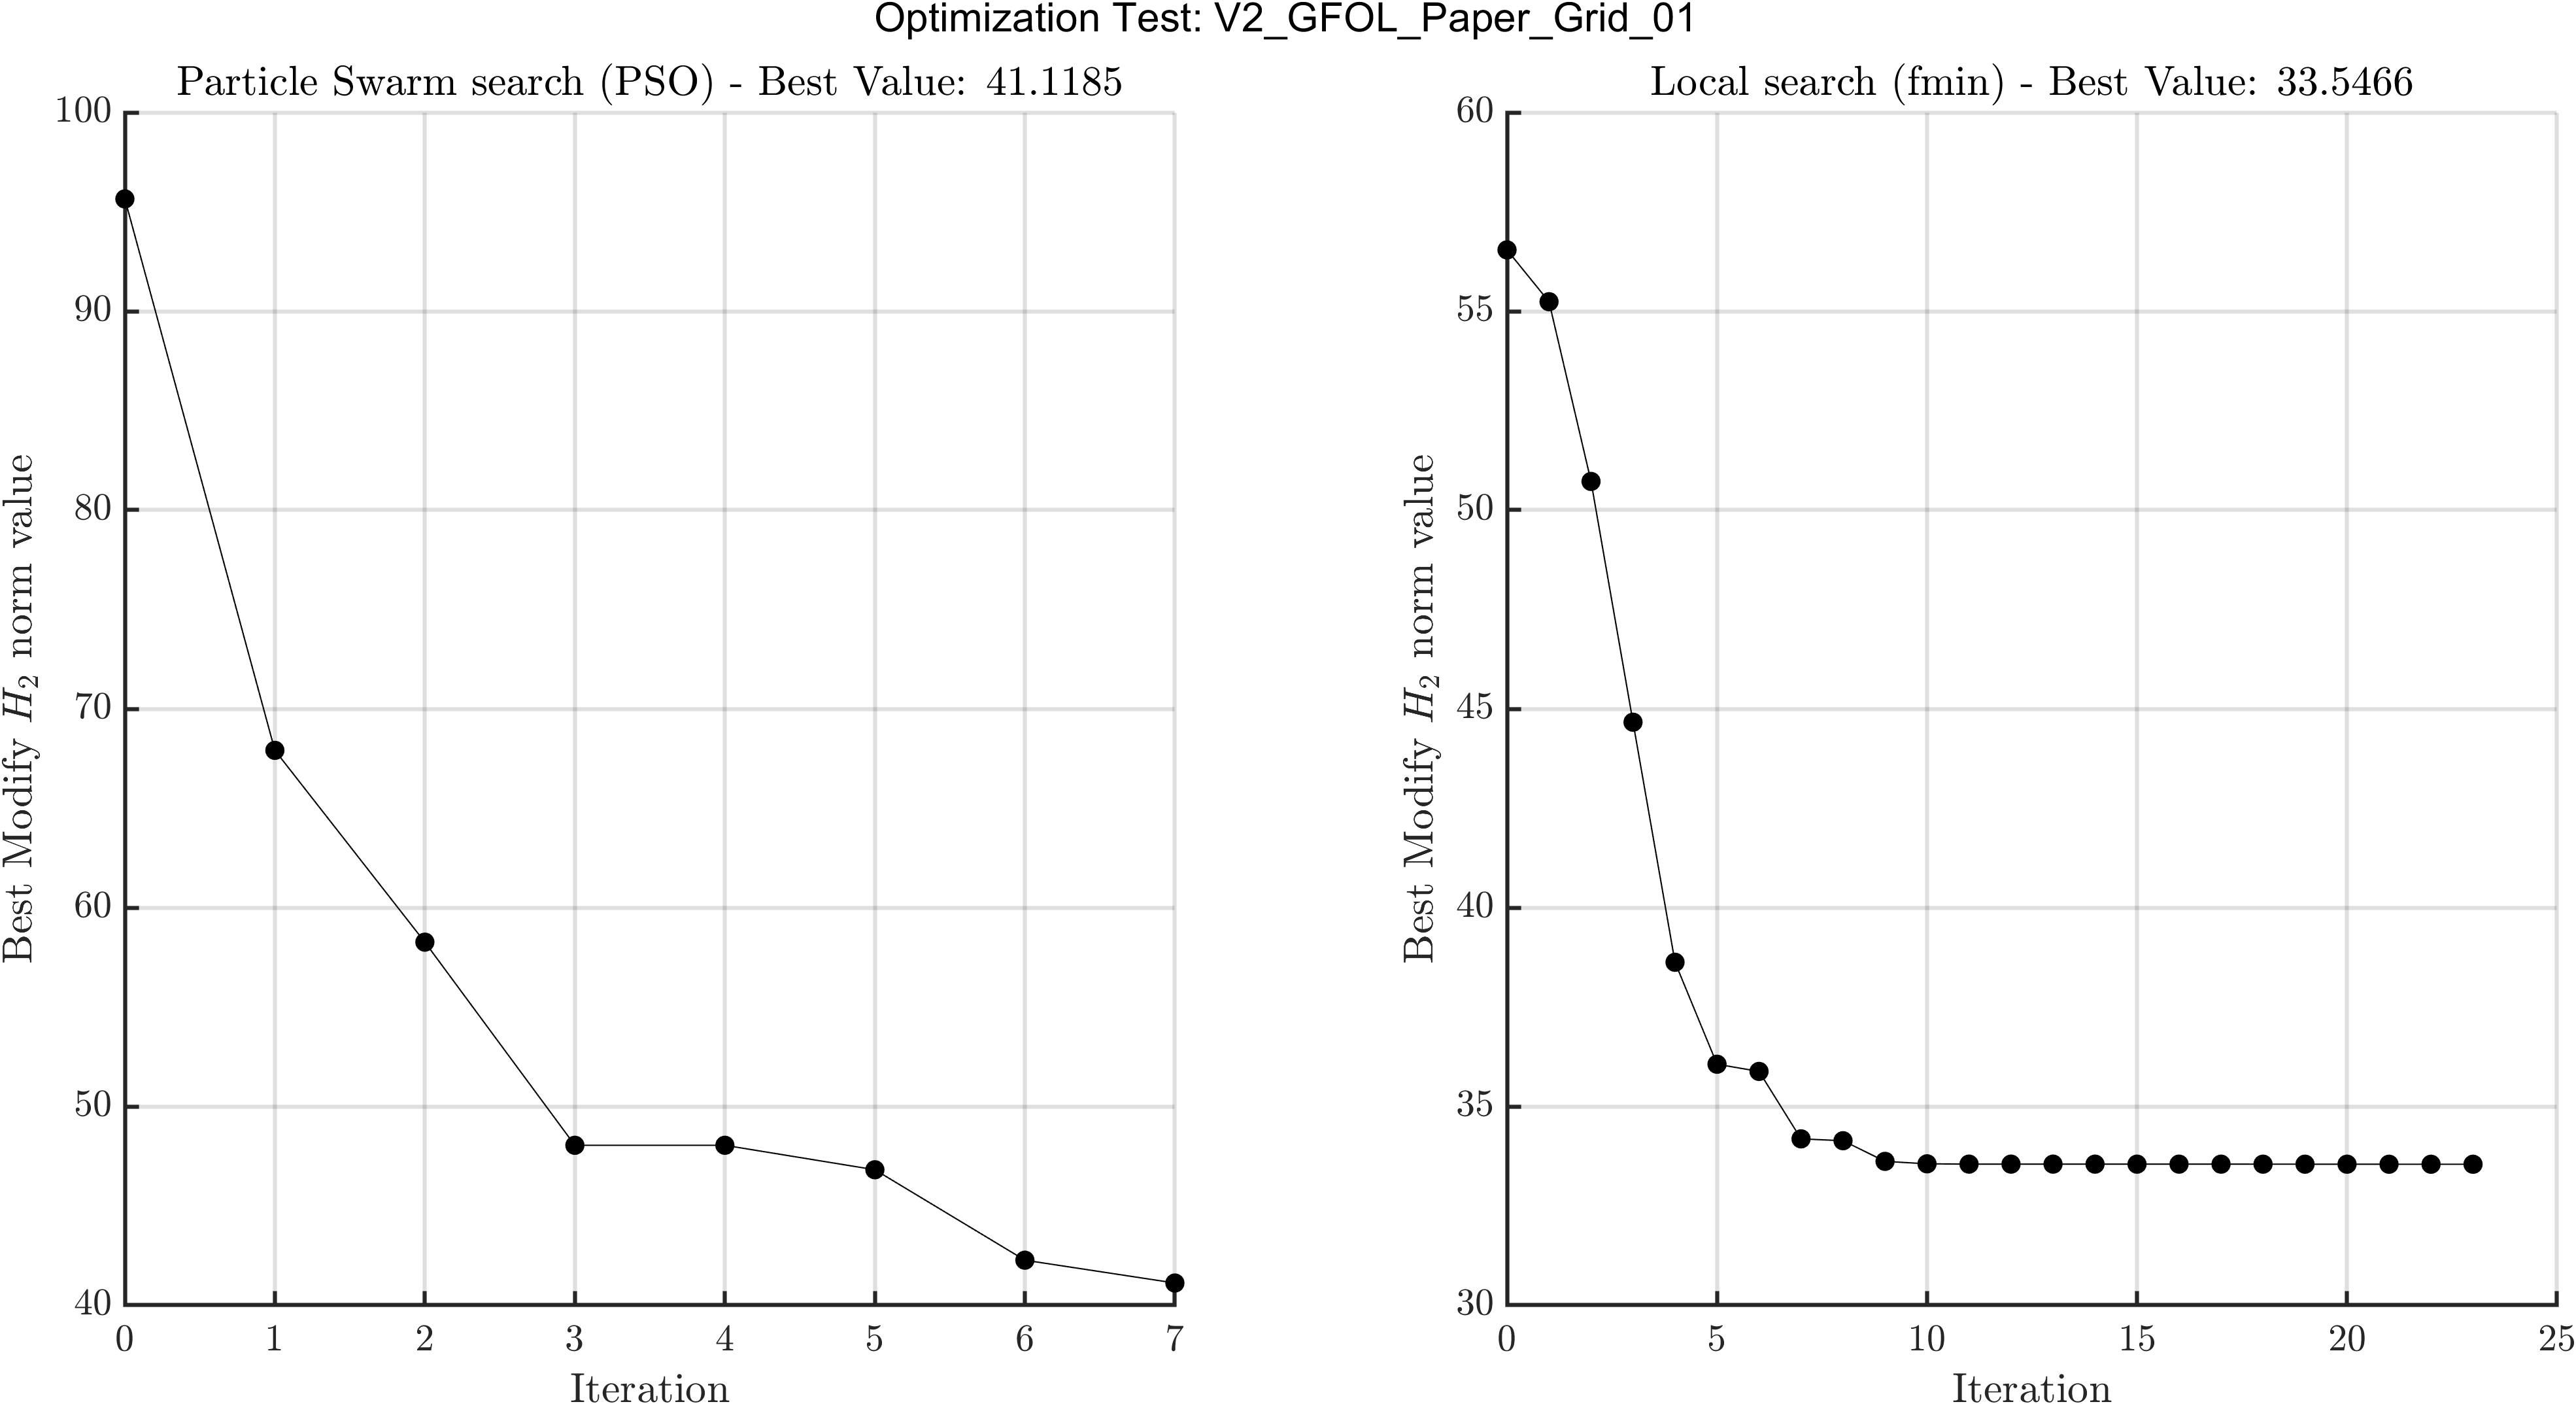 Optimization Test: V2_GFOL_Paper_Grid_01
Particle Swarm search (PSO) - Best Value: 41.1185
100
90
80
70
60
50
40
Best Modify H2 norm value
0 1 2 3 4 5 6 7
Iteration
Local search (fmin) - Best Value: 33.5466
60
55
50
45
40
35
30
Best Modify H2 norm value
0 5 10 15 20 25
Iteration